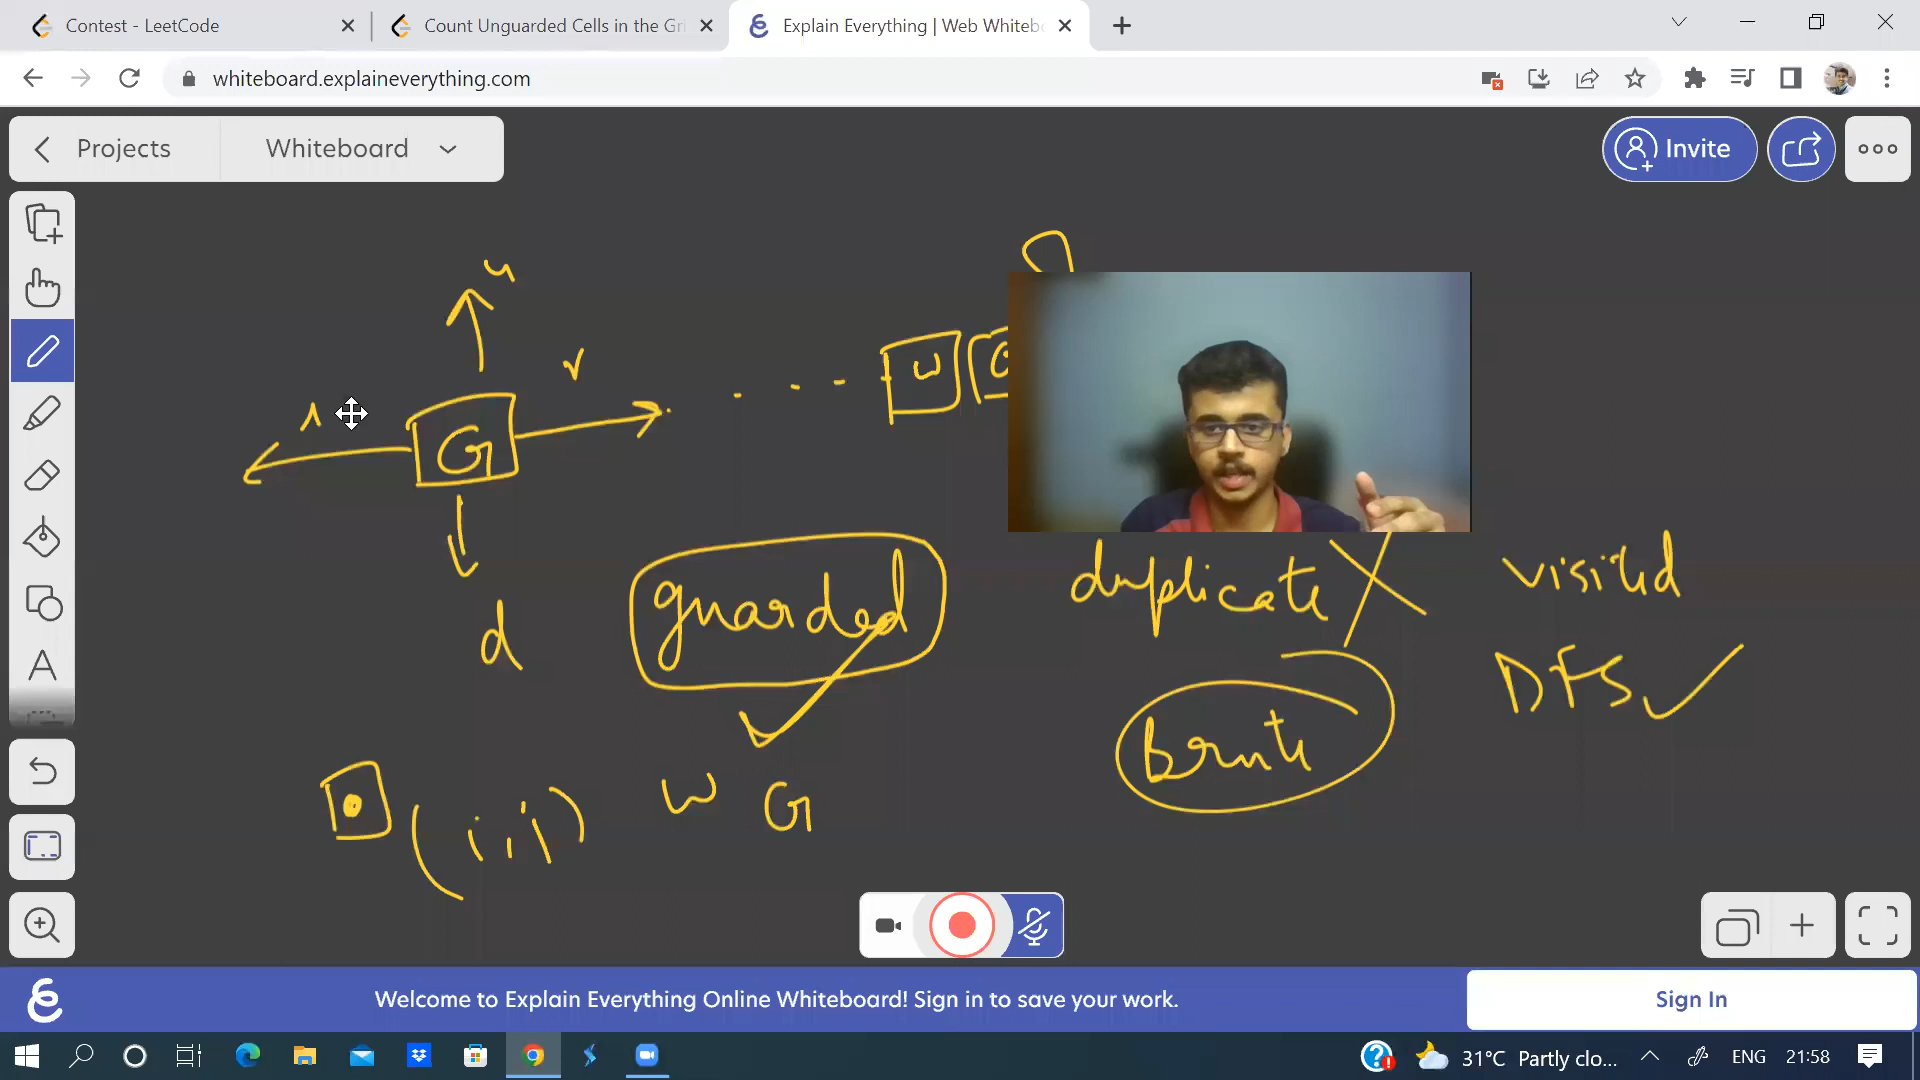 Contest - LeetCode
Count Unguarded Cells in the Gri
Explain Everything | Web Whitebo
whiteboard.explaineverything.com
Projects
Whiteboard
Invite
u
r
G
W
d
guarded
duplicate
visited
DFS
brute
(i,j)
W G
A
Welcome to Explain Everything Online Whiteboard! Sign in to save your work.
Sign In
31°C Partly clo...
ENG
21:58